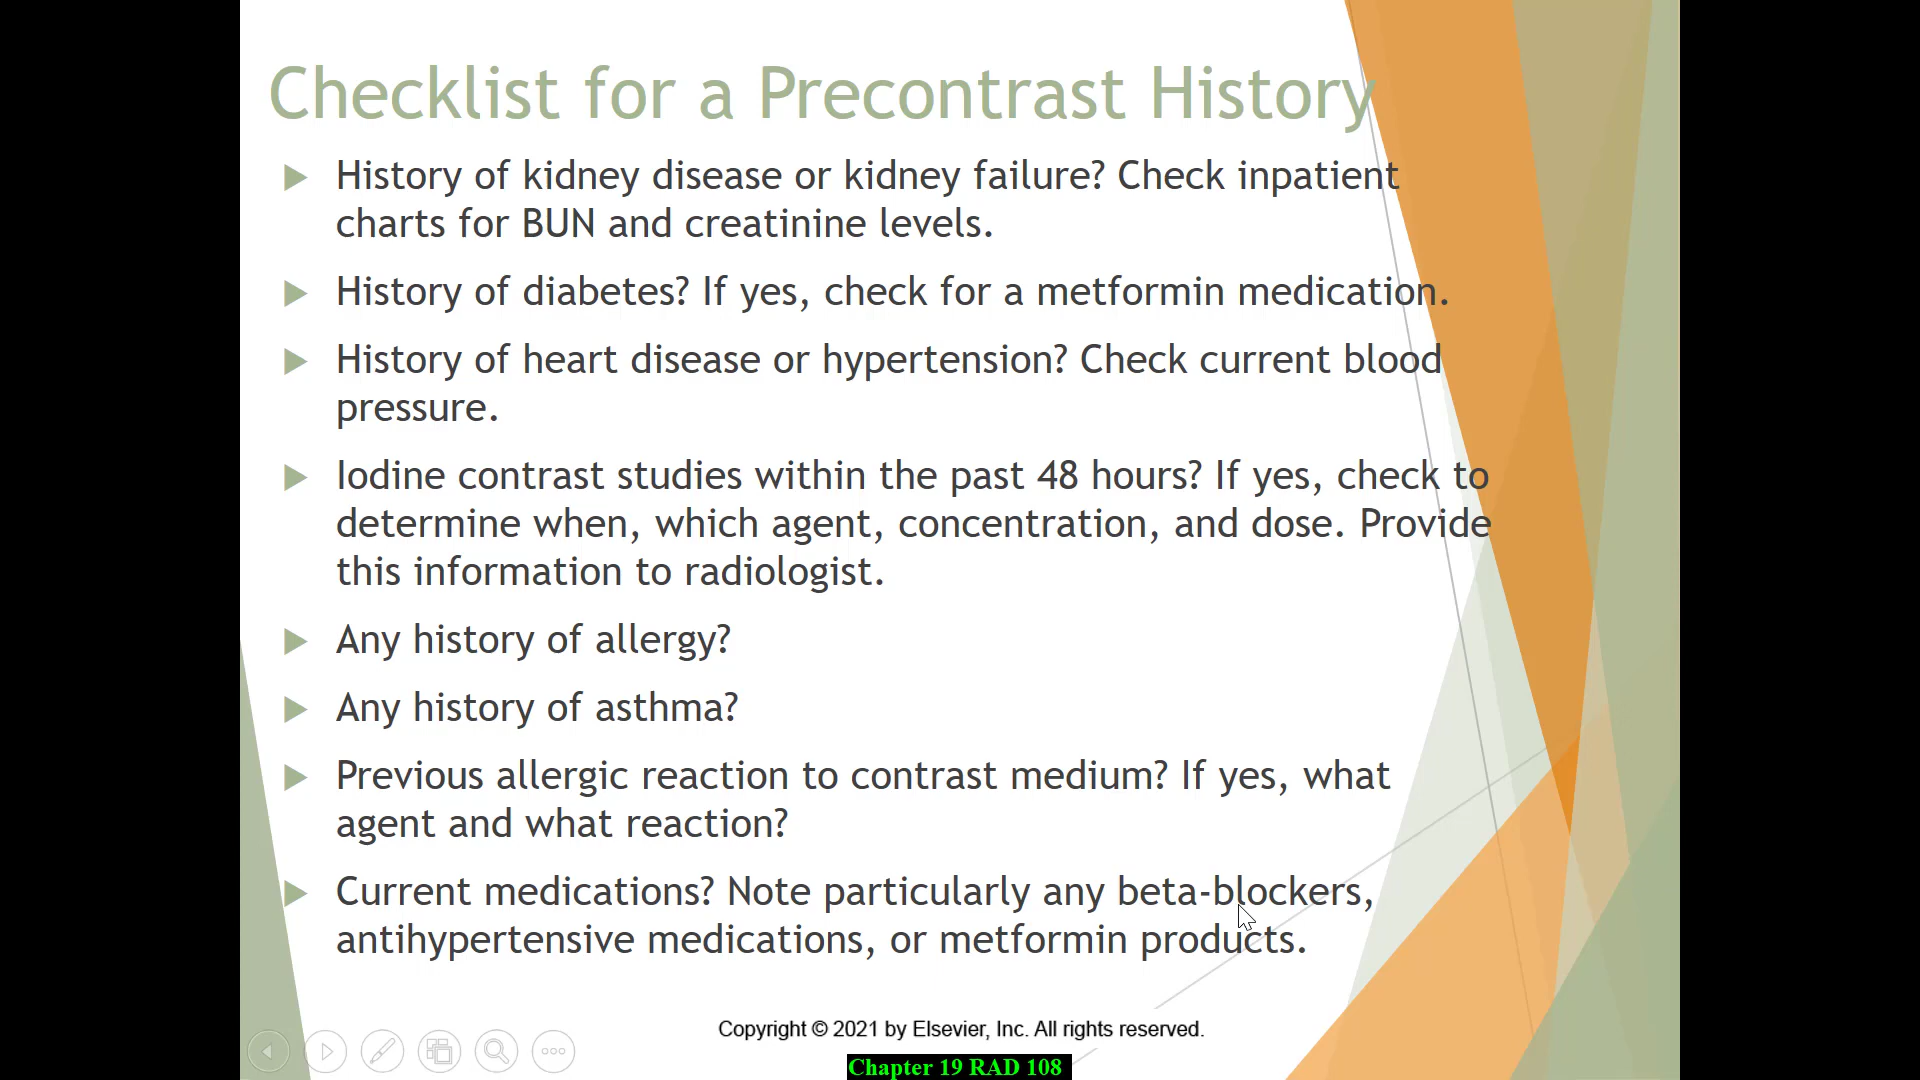 Checklist for a Precontrast History
History of kidney disease or kidney failure? Check inpatient
charts for BUN and creatinine levels.
History of diabetes? If yes, check for a metformin medication.
History of heart disease or hypertension? Check current blood
pressure.
Iodine contrast studies within the past 48 hours? If yes, check to
determine when, which agent, concentration, and dose. Provide
this information to radiologist.
Any history of allergy?
Any history of asthma?
Previous allergic reaction to contrast medium? If yes, what
agent and what reaction?
Current medications? Note particularly any beta-blockers,
antihypertensive medications, or metformin products.
Copyright © 2021 by Elsevier, Inc. All rights reserved.
Chapter 19 RAD 108